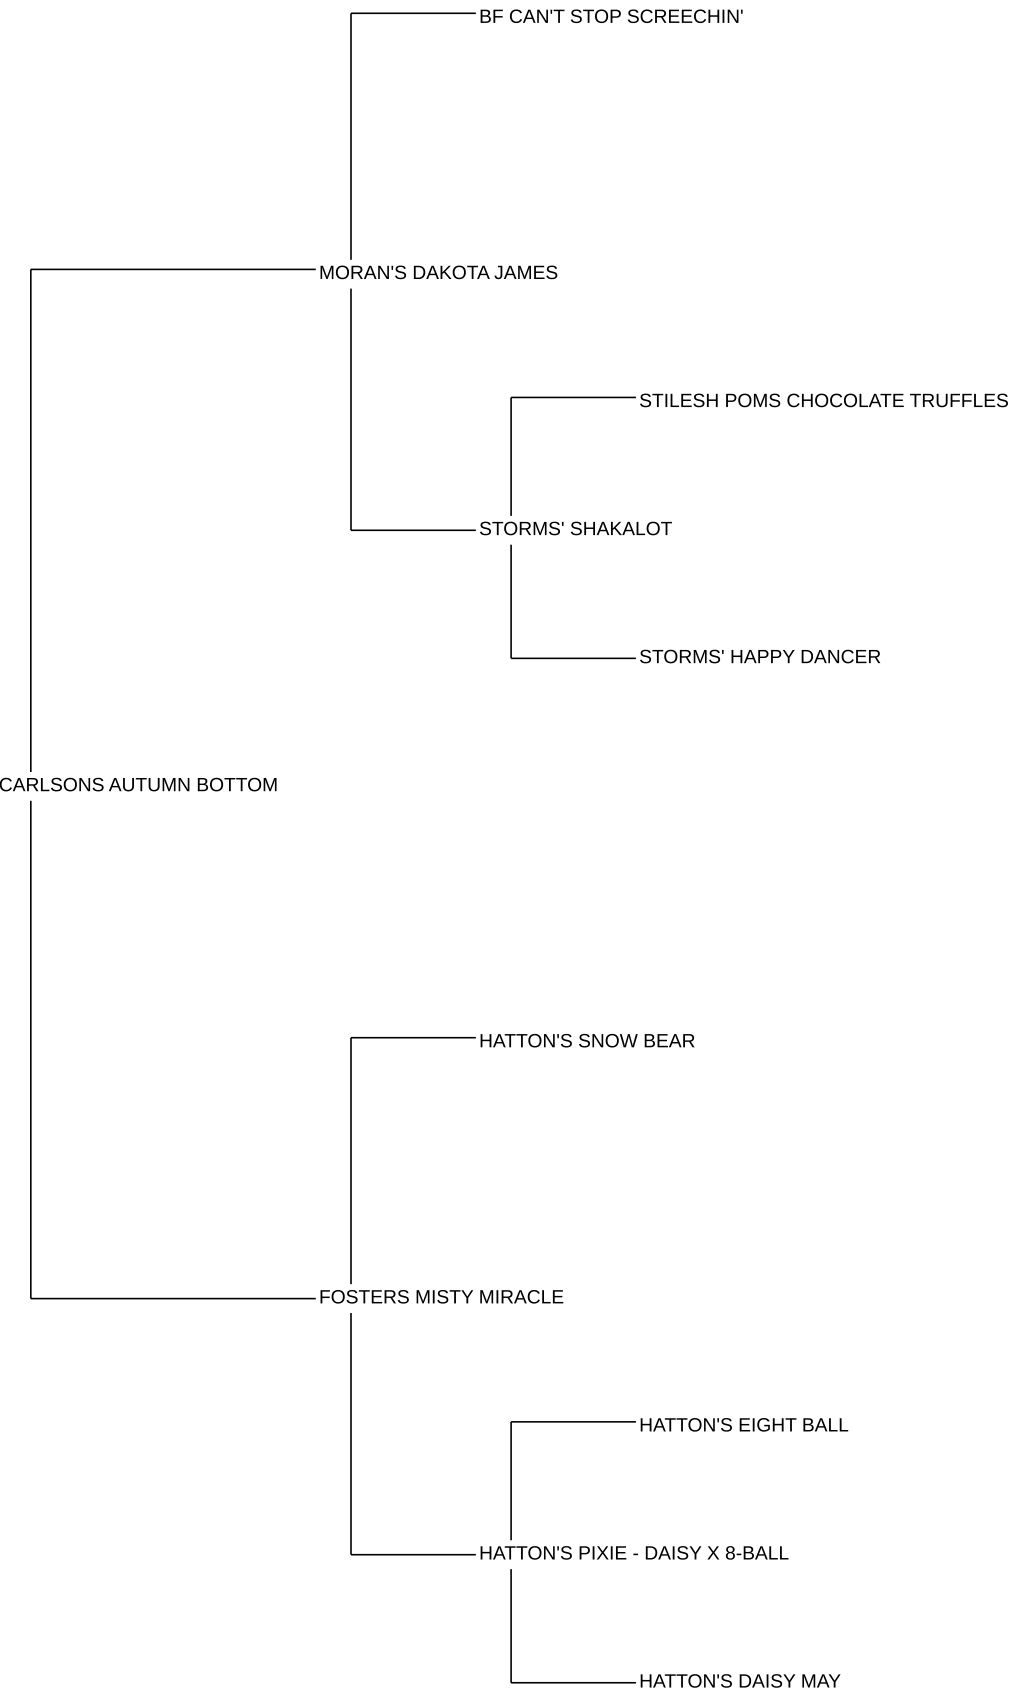 BF CAN'T STOP SCREECHIN'
MORAN'S DAKOTA JAMES
STILESH POMS CHOCOLATE TRUFFLES
STORMS' SHAKALOT
STORMS' HAPPY DANCER
CARLSONS AUTUMN BOTTOM
HATTON'S SNOW BEAR
FOSTERS MISTY MIRACLE
HATTON'S EIGHT BALL
HATTON'S PIXIE - DAISY X 8-BALL
HATTON'S DAISY MAY